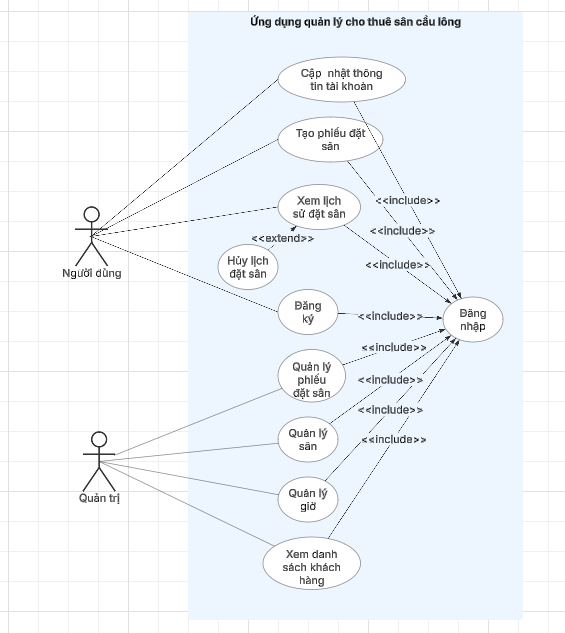 Ứng dụng quản lý cho thuê sân cầu lông
Cập nhật thông
tin tài khoản
Tạo phiếu đặt
sân
Xem lịch
sử đặt sân
<<include>>
<<include>>
<<extend>>
Hủy lịch
đặt sân
<<include>>
Người dùng
Đăng
ký
<<include>>
Đăng
nhập
<<include>>
Quản lý
phiếu
đặt sân
<<include>>
<<include>>
Quản lý
sân
<<include>>
Quản trị
Quản lý
giờ
Xem danh
sách khách
hàng